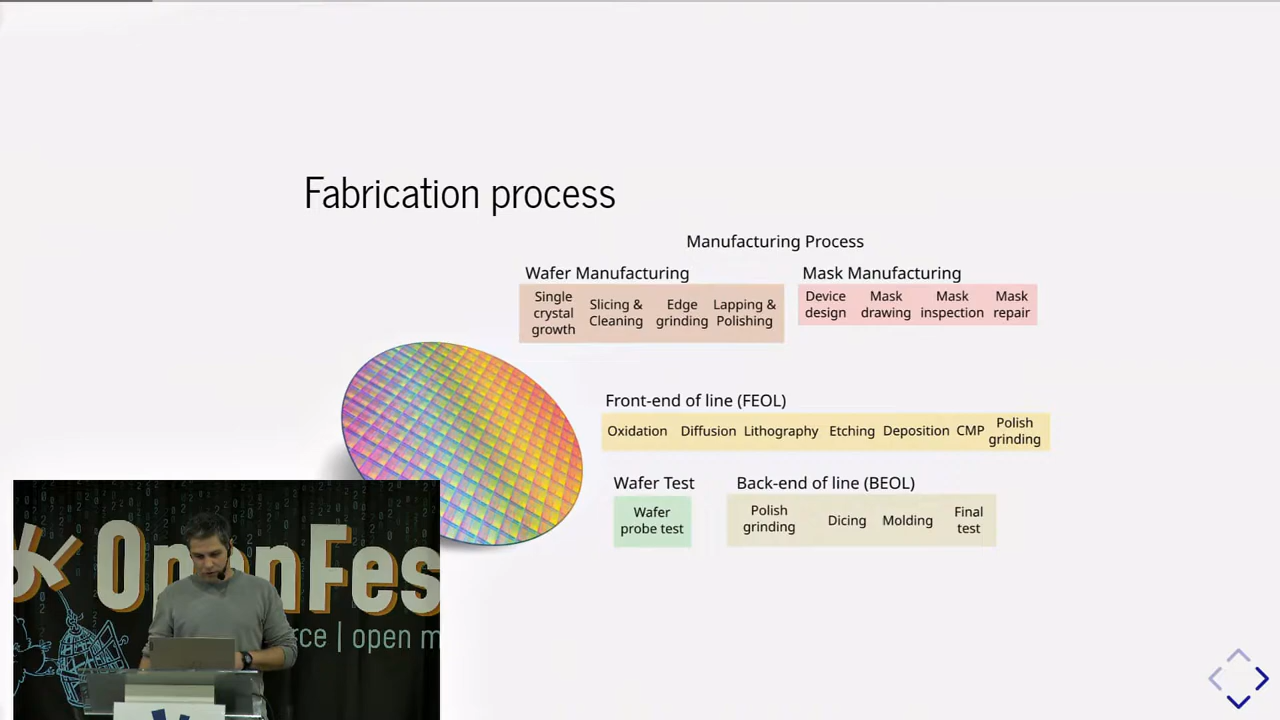 Fabrication process
Manufacturing Process
Wafer Manufacturing
Single crystal growth
Slicing & Cleaning
Edge grinding
Lapping & Polishing
Mask Manufacturing
Device design
Mask drawing
Mask inspection
Mask repair
Front-end of line (FEOL)
Oxidation
Diffusion
Lithography
Etching
Deposition
CMP
Polish grinding
Wafer Test
Wafer probe test
Back-end of line (BEOL)
Polish grinding
Dicing
Molding
Final test
OpenFes
rce | open m